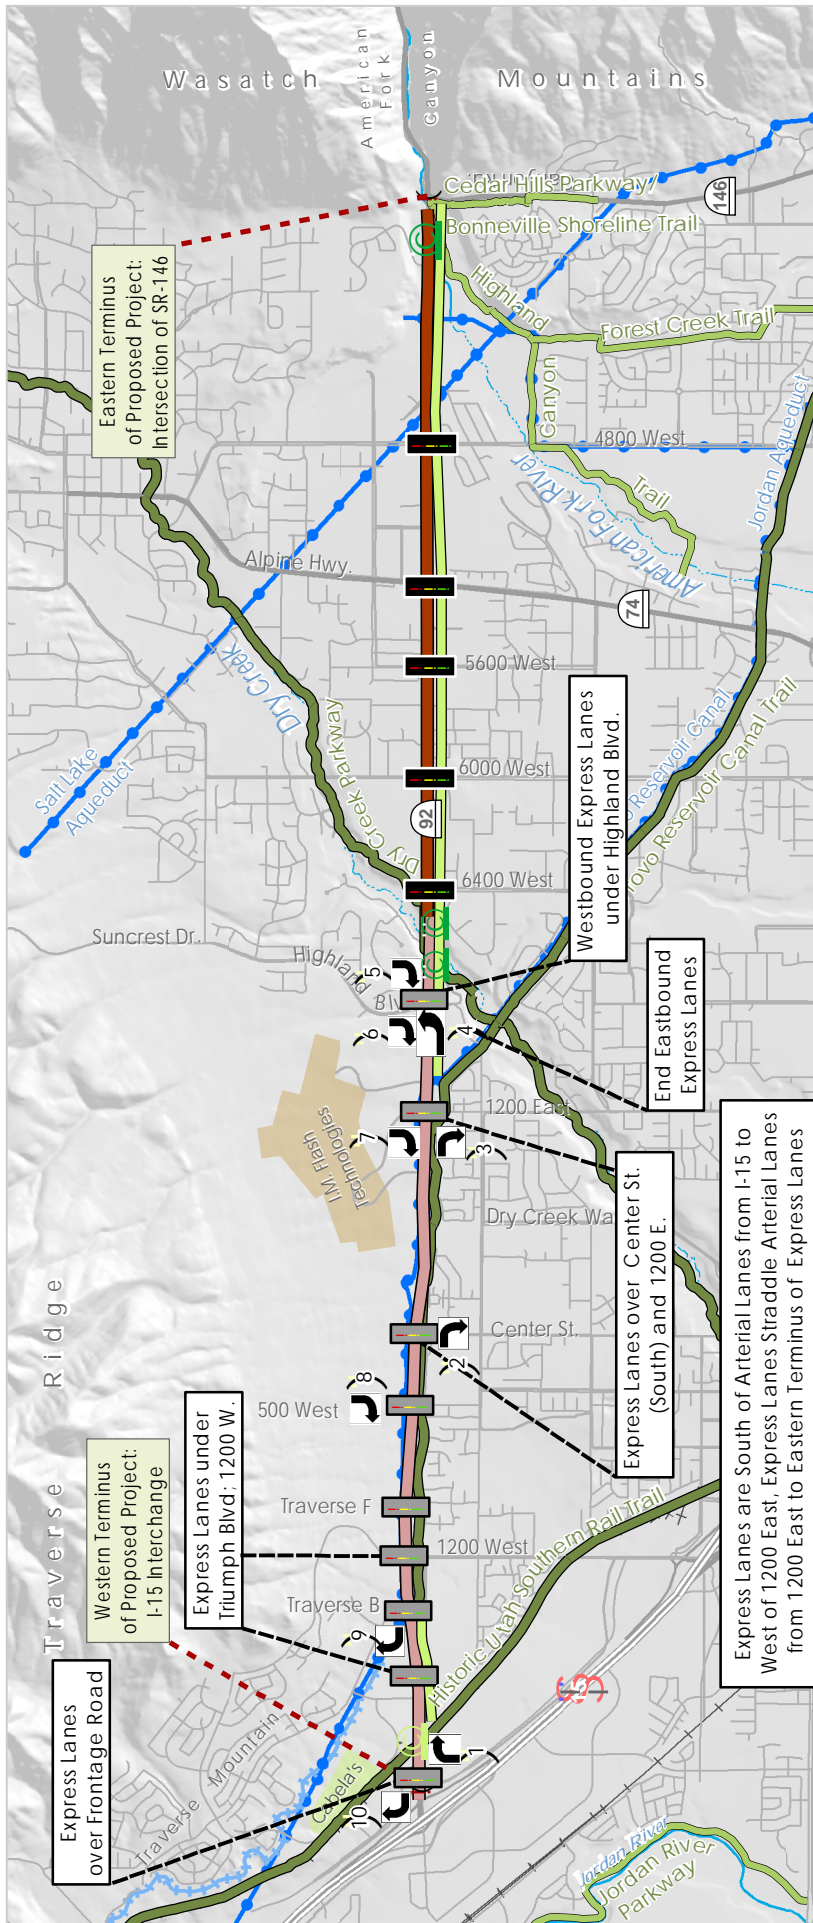 Wasatch
Mountains
American
Fork
Canyon
Eastern Terminus
of Proposed Project:
Intersection of SR-146
Cedar Hills Parkway/
Bonneville Shoreline Trail
146
Highland
Canyon
Trail
Forest Creek Trail
4800 West
American Fork River
Jordan Aqueduct
Alpine Hwy.
74
5600 West
6000 West
92
6400 West
Dry Creek
Dry Creek Parkway
Salt Lake
Aqueduct
Reservoir Canal
Reservoir Canal Trail
Suncrest Dr.
Highland
Westbound Express Lanes
under Highland Blvd.
5
6
4
End Eastbound
Express Lanes
1200 East
7
3
I.M. Flash
Technologies
Dry Creek
Express Lanes over Center St.
(South) and 1200 E.
Center St.
2
8
500 West
Traverse Ridge
Express Lanes under
Triumph Blvd; 1200 W.
Traverse F
1200 West
Traverse B
9
Western Terminus
of Proposed Project:
I-15 Interchange
Historic Utah Southern Rail Trail
Express Lanes are South of Arterial Lanes from I-15 to
West of 1200 East, Express Lanes Straddle Arterial Lanes
from 1200 East to Eastern Terminus of Express Lanes
1
10
Cabela's
Traverse Mountain
Express Lanes
over Frontage Road
Jordan River
Jordan River
Parkway